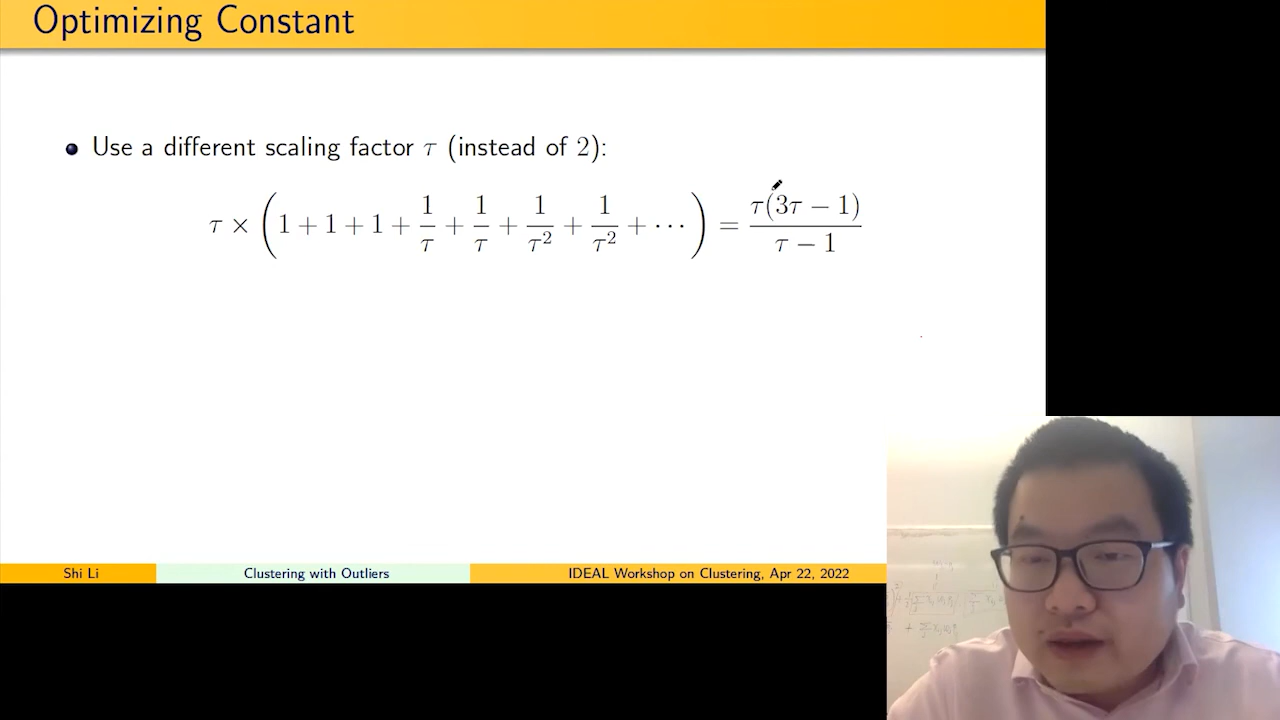 Optimizing Constant
Use a different scaling factor τ (instead of 2):
τ × (1 + 1 + 1 + 1/τ + 1/τ + 1/τ² + 1/τ² + ⋯) = τ(3τ − 1)/(τ − 1)
Shi Li
Clustering with Outliers
IDEAL Workshop on Clustering, Apr 22, 2022